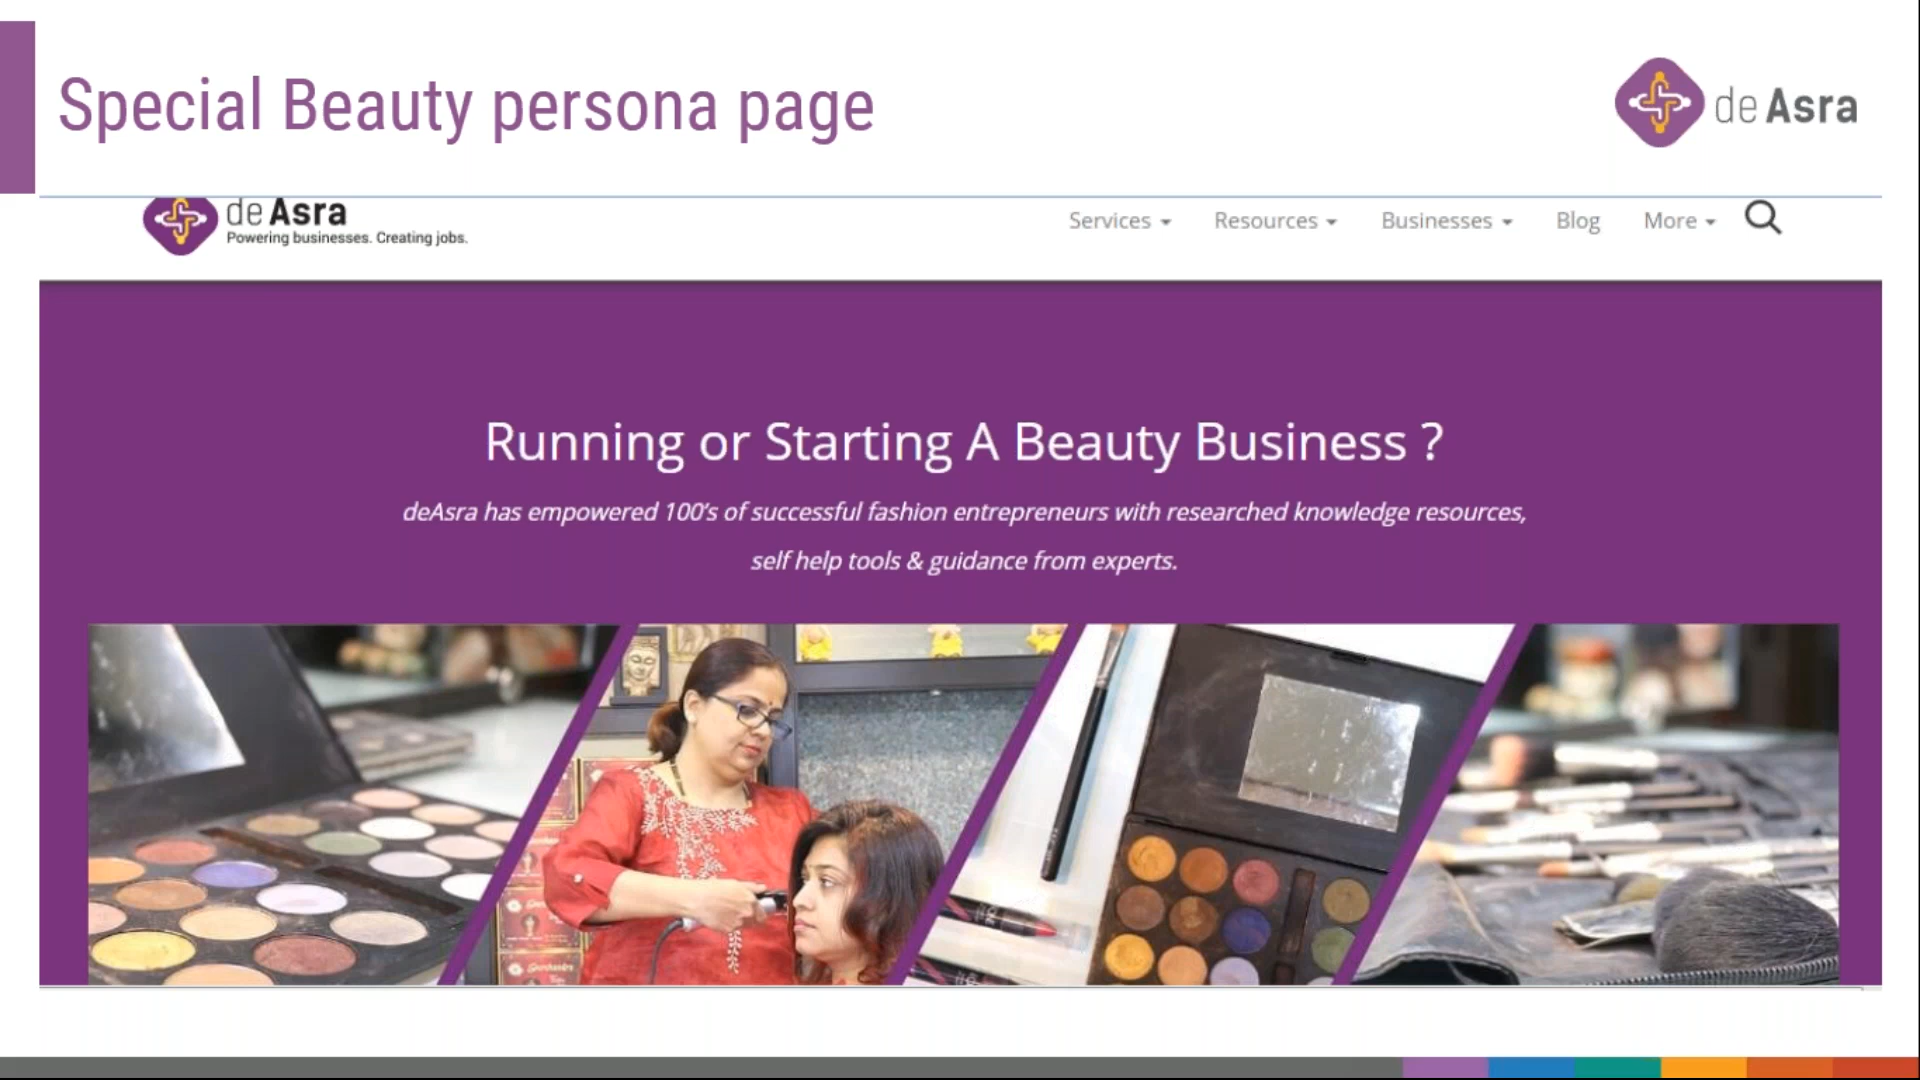 Special Beauty persona page
de Asra
de Asra
Powering businesses. Creating jobs.
Services
Resources
Businesses
Blog
More
Running or Starting A Beauty Business ?
deAsra has empowered 100's of successful fashion entrepreneurs with researched knowledge resources,
self help tools & guidance from experts.